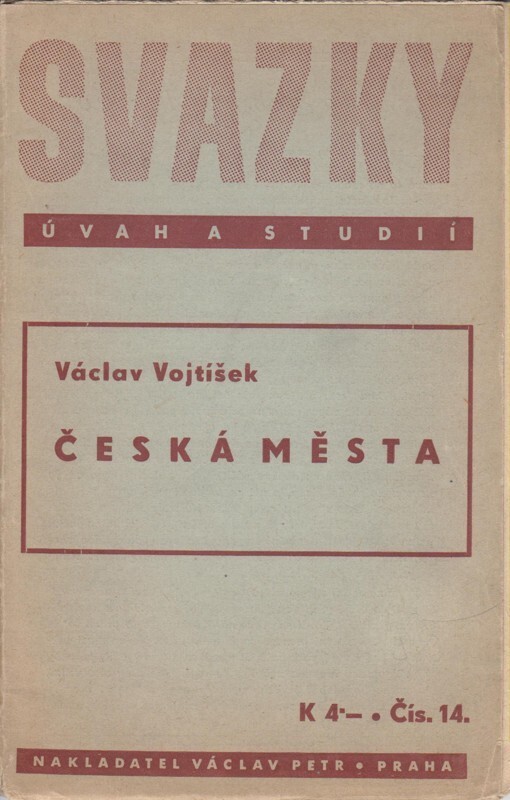 SVAZKY
ÚVAH A STUDIÍ
Václav Vojtíšek
ČESKÁ MĚSTA
K 4·— • Čís. 14.
NAKLADATEL VÁCLAV PETR • PRAHA